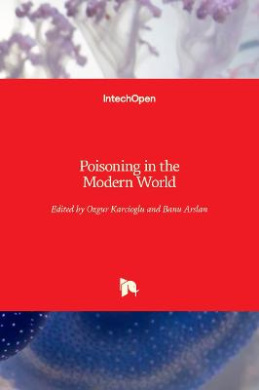 IntechOpen
Poisoning in the
Modern World
Edited by Ozgur Karcioglu and Banu Arslan